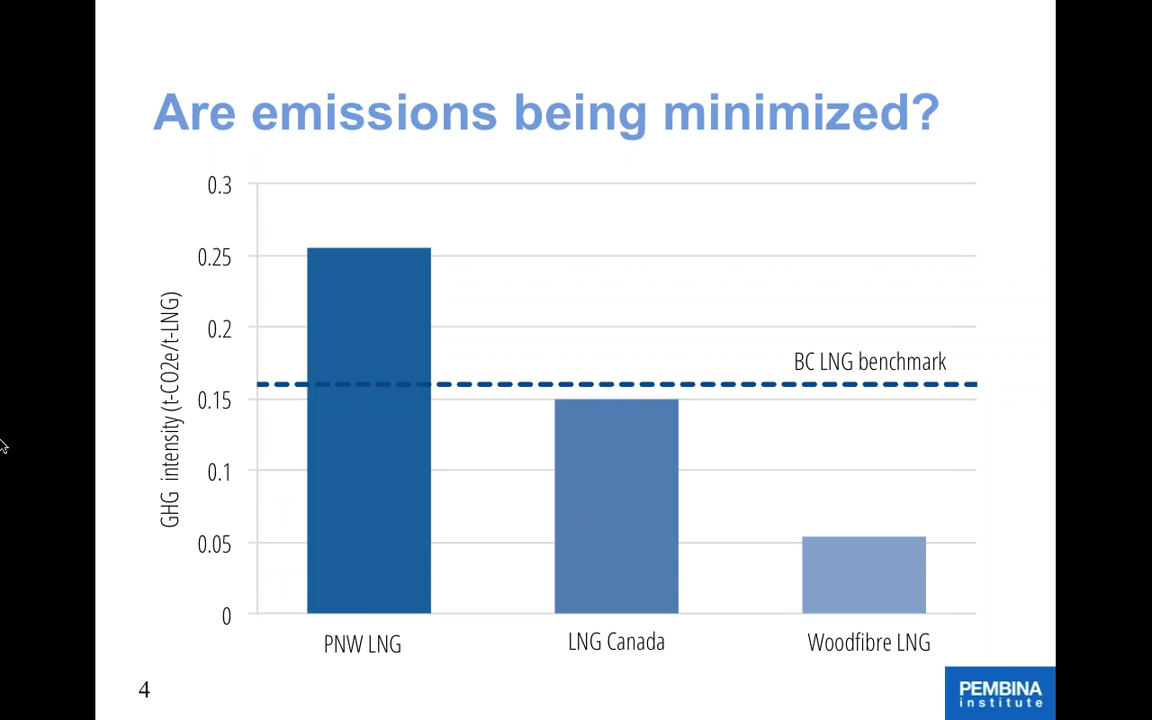 Are emissions being minimized?
0.3
0.25
0.2
0.15
0.1
0.05
0
GHG intensity (t-CO2e/t-LNG)
BC LNG benchmark
PNW LNG
LNG Canada
Woodfibre LNG
4
PEMBINA
institute